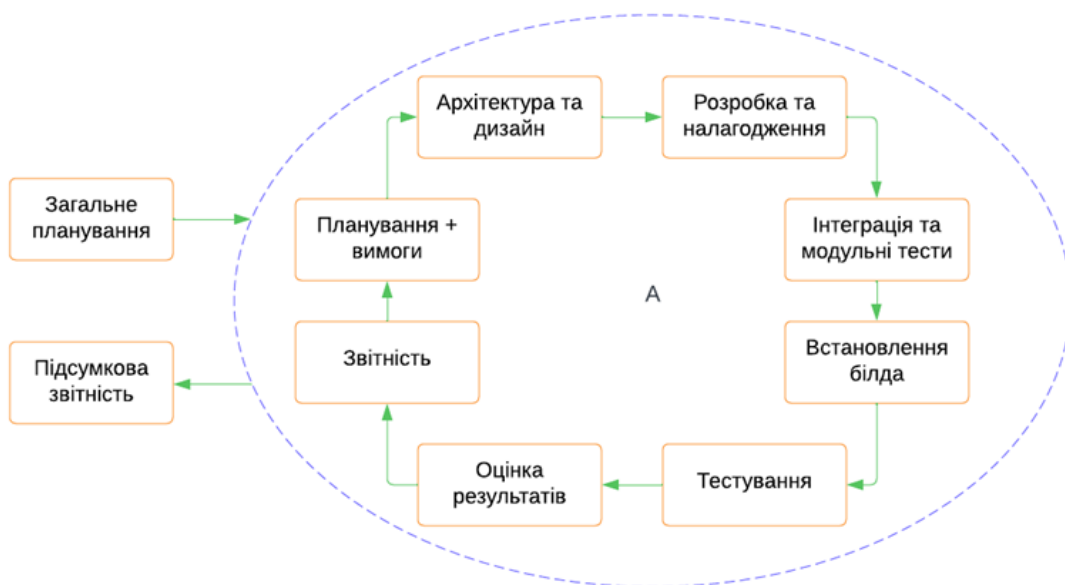 Архітектура та
дизайн
Розробка та
налагодження
Загальне
планування
Планування +
вимоги
Інтеграція та
модульні тести
A
Підсумкова
звітність
Звітність
Встановлення
білда
Оцінка
результатів
Тестування